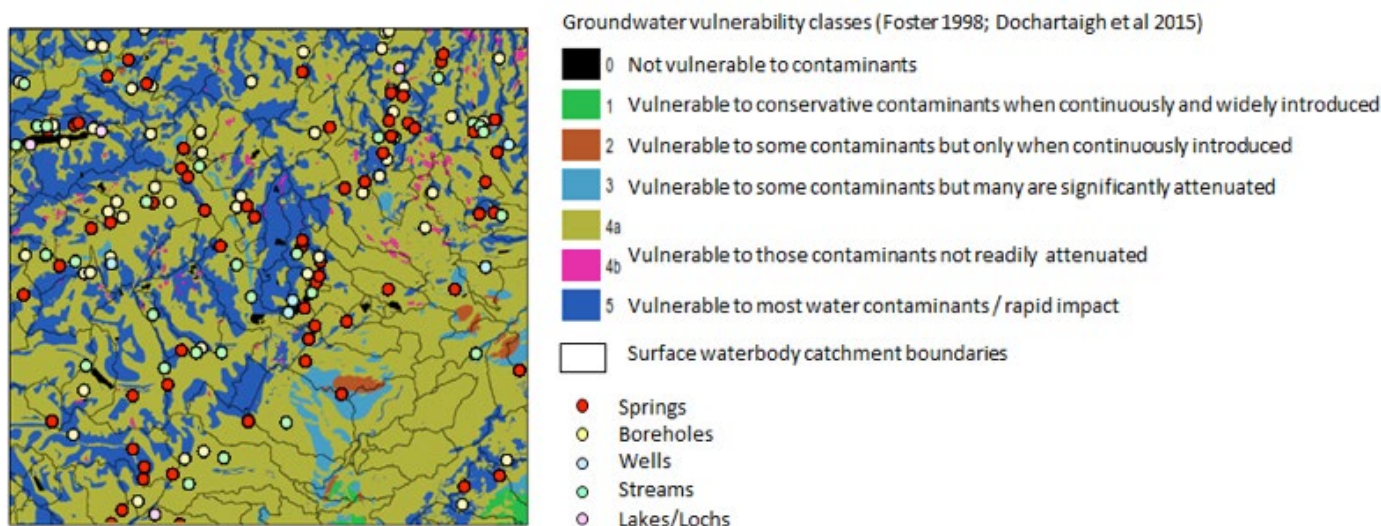 Groundwater vulnerability classes (Foster 1998; Dochartaigh et al 2015)
0 Not vulnerable to contaminants
1 Vulnerable to conservative contaminants when continuously and widely introduced
2 Vulnerable to some contaminants but only when continuously introduced
3 Vulnerable to some contaminants but many are significantly attenuated
4a
4b Vulnerable to those contaminants not readily attenuated
5 Vulnerable to most water contaminants / rapid impact
Surface waterbody catchment boundaries
Springs
Boreholes
Wells
Streams
Lakes/Lochs